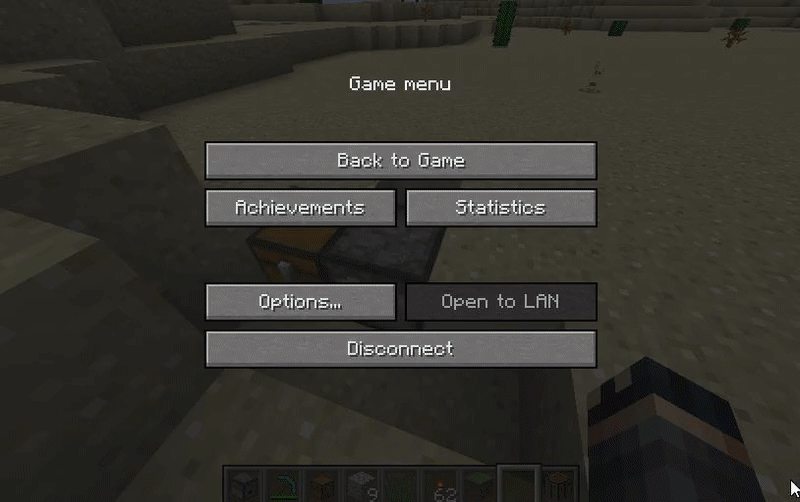 Game menu
Back to Game
Achievements Statistics
Options... Open to LAN
Disconnect
9 62